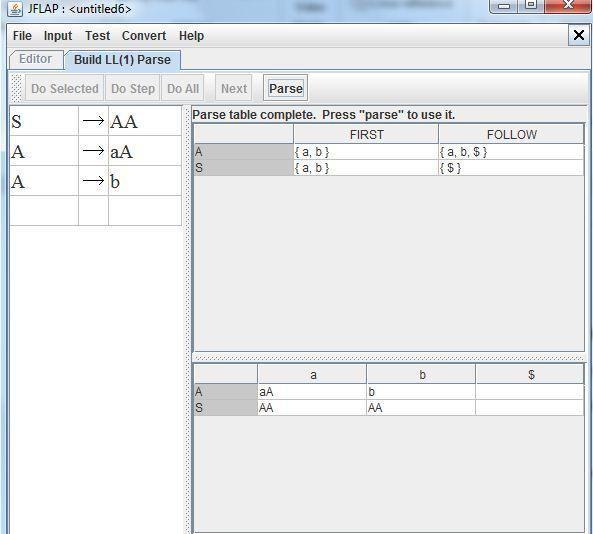 JFLAP : <untitled6>
File Input Test Convert Help
Editor Build LL(1) Parse
Do Selected Do Step Do All Next Parse
S → AA
A → aA
A → b
Parse table complete. Press "parse" to use it.
FIRST FOLLOW
A { a, b } { a, b, $ }
S { a, b } { $ }
a b $
A aA b
S AA AA